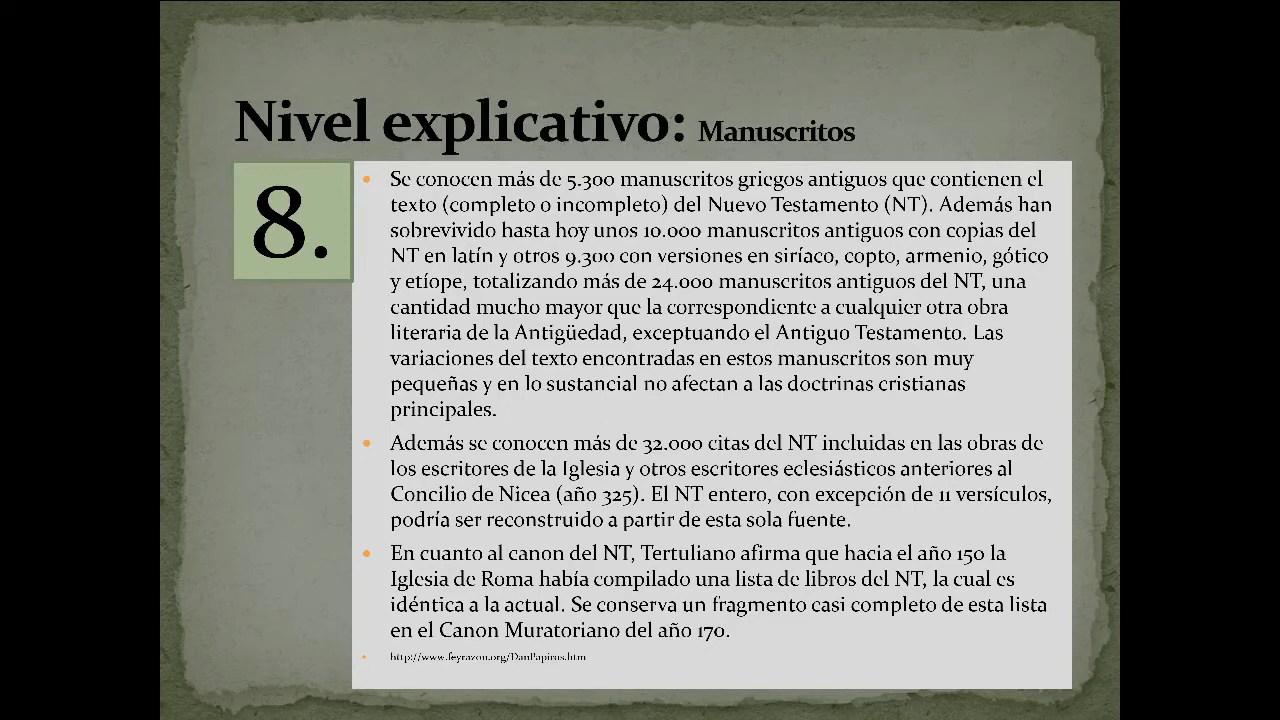 Nivel explicativo: Manuscritos
8.
• Se conocen más de 5.300 manuscritos griegos antiguos que contienen el
texto (completo o incompleto) del Nuevo Testamento (NT). Además han
sobrevivido hasta hoy unos 10.000 manuscritos antiguos con copias del
NT en latín y otros 9.300 con versiones en siríaco, copto, armenio, gótico
y etíope, totalizando más de 24.000 manuscritos antiguos del NT, una
cantidad mucho mayor que la correspondiente a cualquier otra obra
literaria de la Antigüedad, exceptuando el Antiguo Testamento. Las
variaciones del texto encontradas en estos manuscritos son muy
pequeñas y en lo sustancial no afectan a las doctrinas cristianas
principales.
• Además se conocen más de 32.000 citas del NT incluidas en las obras de
los escritores de la Iglesia y otros escritores eclesiásticos anteriores al
Concilio de Nicea (año 325). El NT entero, con excepción de 11 versículos,
podría ser reconstruido a partir de esta sola fuente.
• En cuanto al canon del NT, Tertuliano afirma que hacia el año 150 la
Iglesia de Roma había compilado una lista de libros del NT, la cual es
idéntica a la actual. Se conserva un fragmento casi completo de esta lista
en el Canon Muratoriano del año 170.
• http://www.feyrazon.org/DanPapiros.htm